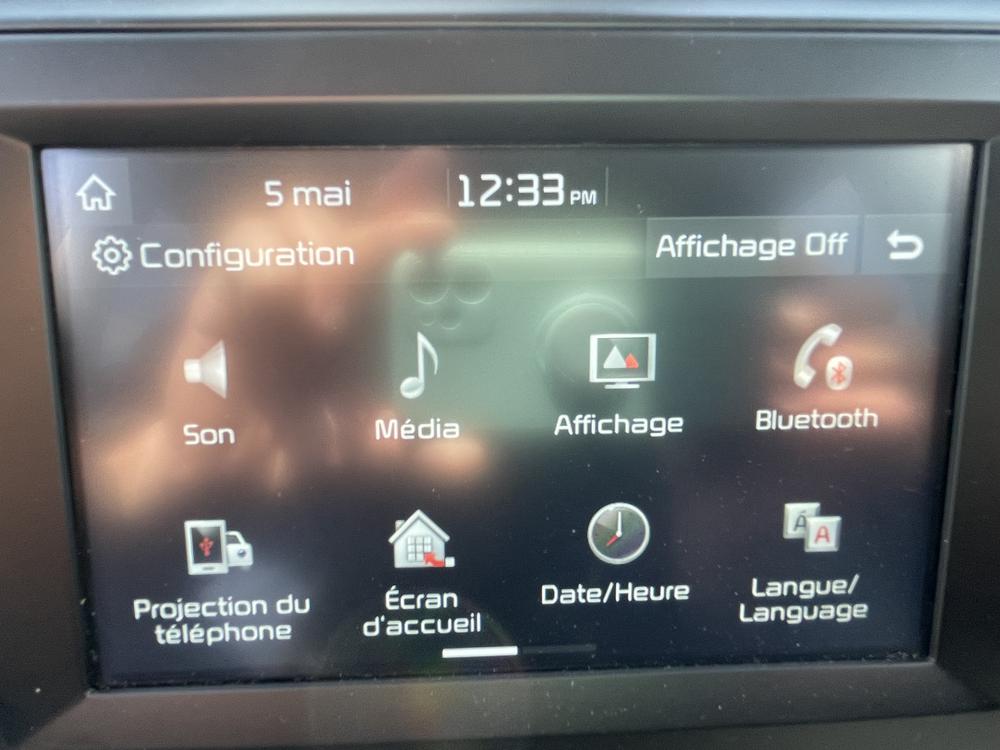 5 mai
12:33 PM
Configuration
Affichage Off
Son
Média
Affichage
Bluetooth
Projection du
téléphone
Écran
d'accueil
Date/Heure
Langue/
Language